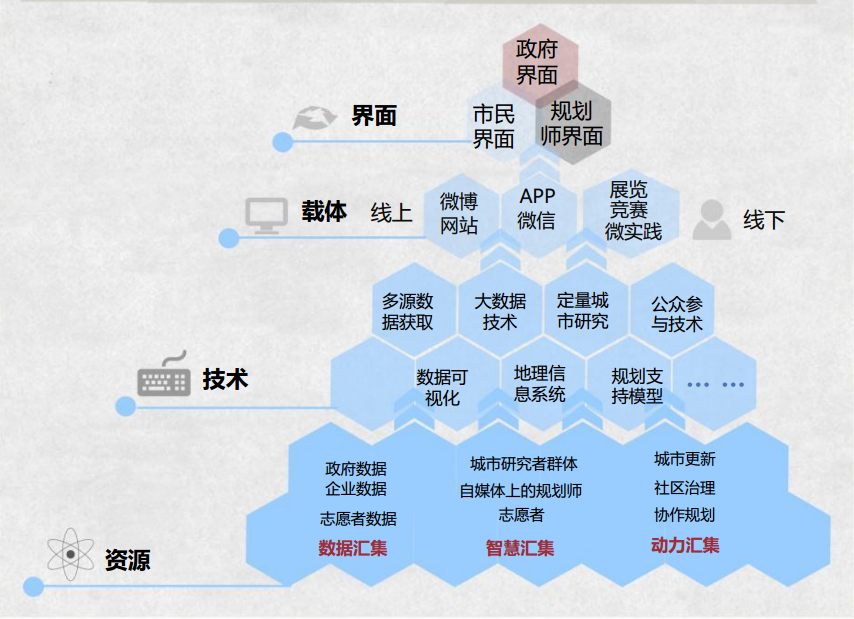 政府
界面
市民
界面
规划
师界面
界面
载体
线上
微博
网站
APP
微信
展览
竞赛
微实践
线下
多源数
据获取
大数据
技术
定量城
市研究
公众参
与技术
技术
数据可
视化
地理信
息系统
规划支
持模型
… …
政府数据
企业数据
志愿者数据
数据汇集
城市研究者群体
自媒体上的规划师
志愿者
智慧汇集
城市更新
社区治理
协作规划
动力汇集
资源